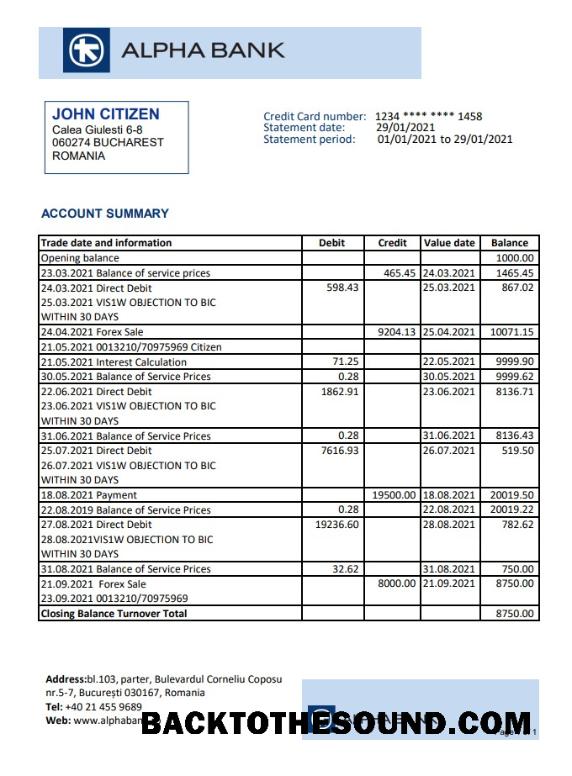 ALPHA BANK
JOHN CITIZEN
Calea Giulesti 6-8
060274 BUCHAREST
ROMANIA
Credit Card number: 1234 **** **** 1458
Statement date: 29/01/2021
Statement period: 01/01/2021 to 29/01/2021
ACCOUNT SUMMARY
Trade date and information Debit Credit Value date Balance
Opening balance 1000.00
23.03.2021 Balance of service prices 465.45 24.03.2021 1465.45
24.03.2021 Direct Debit 598.43 25.03.2021 867.02
25.03.2021 VIS1W OBJECTION TO BIC
WITHIN 30 DAYS
24.04.2021 Forex Sale 9204.13 25.04.2021 10071.15
21.05.2021 0013210/70975969 Citizen
21.05.2021 Interest Calculation 71.25 22.05.2021 9999.90
30.05.2021 Balance of Service Prices 0.28 30.05.2021 9999.62
22.06.2021 Direct Debit 1862.91 23.06.2021 8136.71
23.06.2021 VIS1W OBJECTION TO BIC
WITHIN 30 DAYS
31.06.2021 Balance of Service Prices 0.28 31.06.2021 8136.43
25.07.2021 Direct Debit 7616.93 26.07.2021 519.50
26.07.2021 VIS1W OBJECTION TO BIC
WITHIN 30 DAYS
18.08.2021 Payment 19500.00 18.08.2021 20019.50
22.08.2019 Balance of Service Prices 0.28 22.08.2021 20019.22
27.08.2021 Direct Debit 19236.60 28.08.2021 782.62
28.08.2021VIS1W OBJECTION TO BIC
WITHIN 30 DAYS
31.08.2021 Balance of Service Prices 32.62 31.08.2021 750.00
21.09.2021 Forex Sale 8000.00 21.09.2021 8750.00
23.09.2021 0013210/70975969
Closing Balance Turnover Total 8750.00
Address:bl.103, parter, Bulevardul Corneliu Coposu
nr.5-7, București 030167, Romania
Tel: +40 21 455 9689
Web:
BACKTOTHESOUND.COM